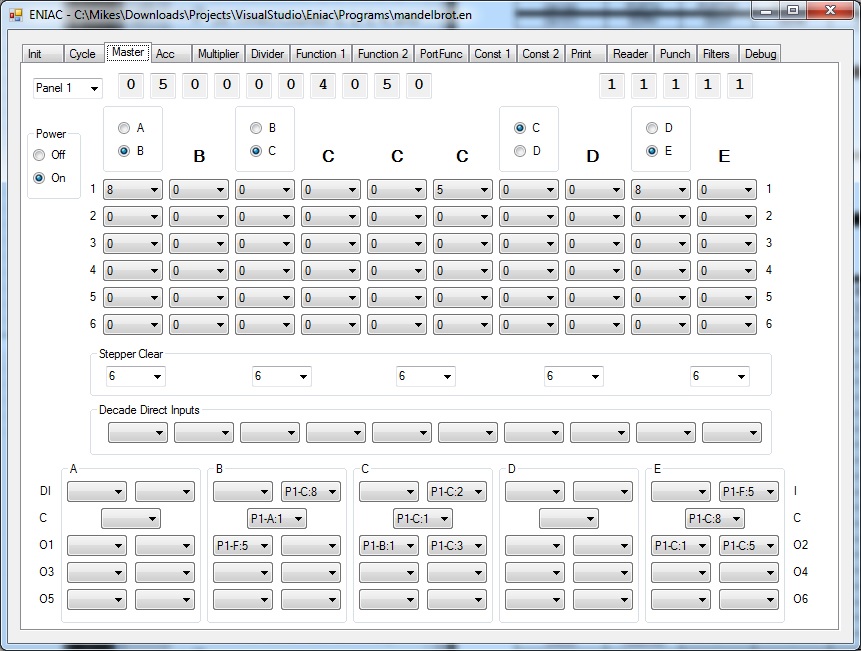 ENIAC - C:\Mikes\Downloads\Projects\VisualStudio\Eniac\Programs\mandelbrot.en
Init Cycle Master Acc Multiplier Divider Function 1 Function 2 PortFunc Const 1 Const 2 Print Reader Punch Filters Debug
Panel 1 0 5 0 0 0 0 4 0 5 0 1 1 1 1 1
A B C D
Power B B C C C C D D E E
Off
On
1 8 0 0 0 0 5 0 0 8 0 1
2 0 0 0 0 0 0 0 0 0 0 2
3 0 0 0 0 0 0 0 0 0 0 3
4 0 0 0 0 0 0 0 0 0 0 4
5 0 0 0 0 0 0 0 0 0 0 5
6 0 0 0 0 0 0 0 0 0 0 6
Stepper Clear
6 6 6 6 6
Decade Direct Inputs
A B C D E
DI P1-C:8 P1-C:2 P1-F:5 I
C P1-A:1 P1-C:1 P1-C:8 C
O1 P1-F:5 P1-B:1 P1-C:3 P1-C:1 P1-C:5 O2
O3 O4
O5 O6